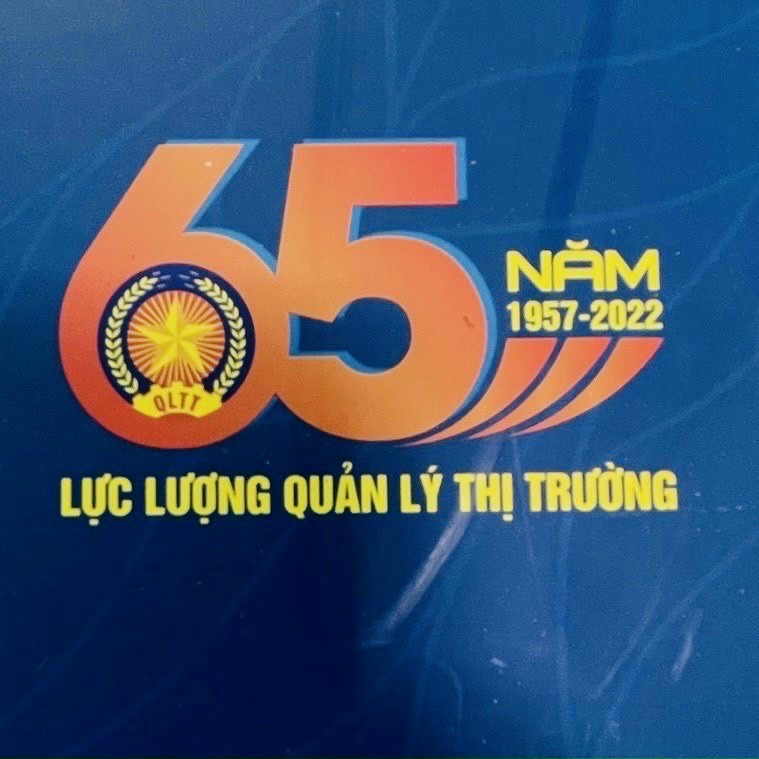 65
NĂM
1957-2022
QLTT
LỰC LƯỢNG QUẢN LÝ THỊ TRƯỜNG